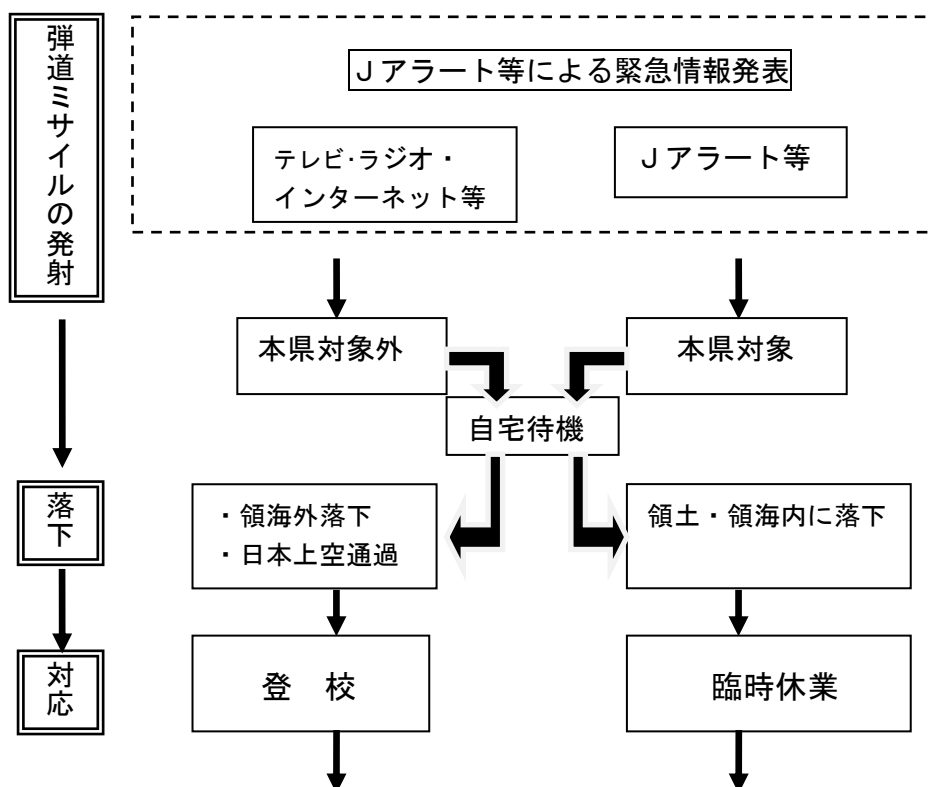 弾道ミサイルの発射
Ｊアラート等による緊急情報発表
テレビ･ラジオ・
インターネット等
Ｊアラート等
本県対象外
本県対象
自宅待機
落下
・領海外落下
・日本上空通過
領土・領海内に落下
対応
登　校
臨時休業